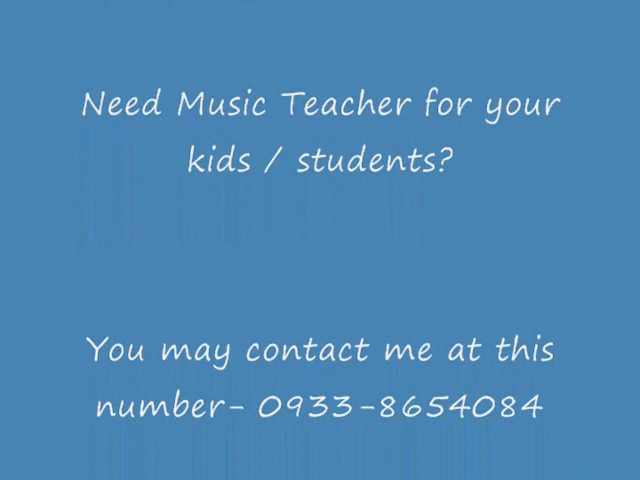 Need Music Teacher for your
kids / students?
You may contact me at this
number- 0933-8654084